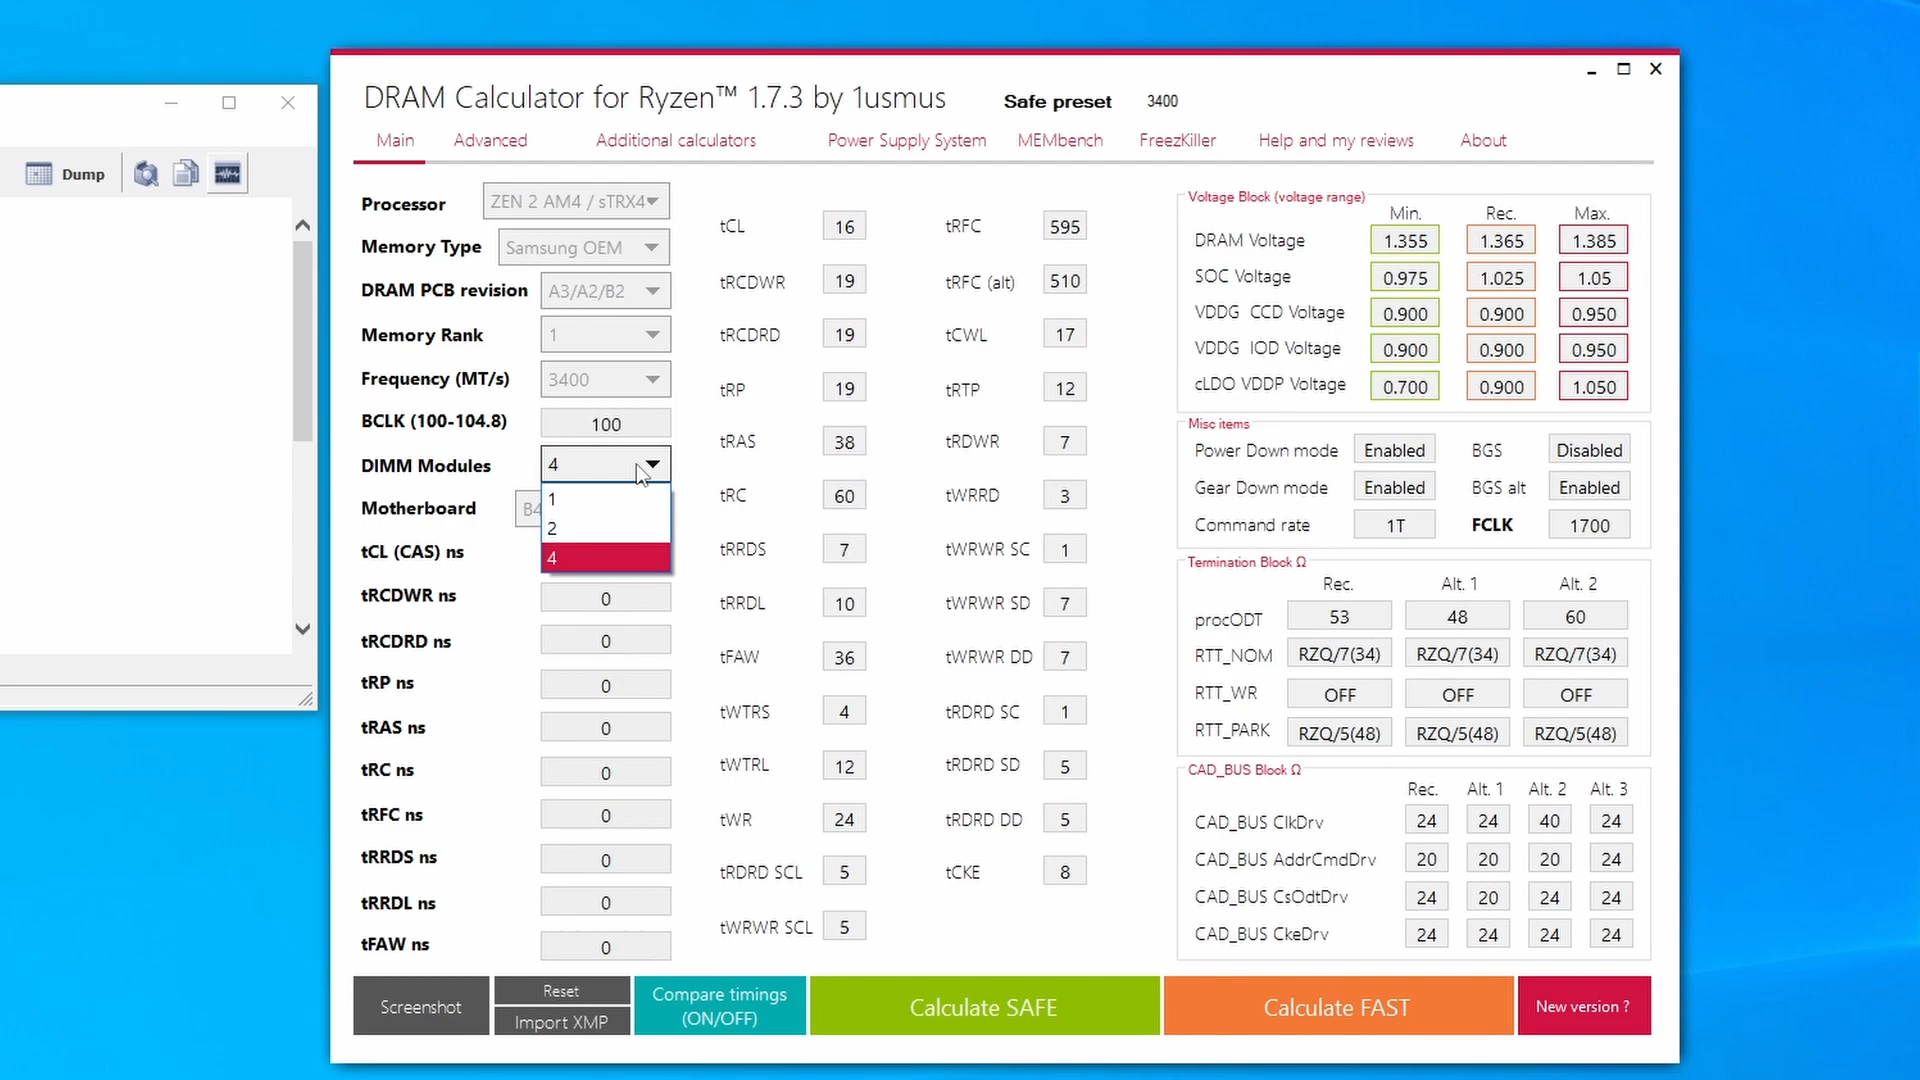 Dump
DRAM Calculator for Ryzen™ 1.7.3 by 1usmus
Safe preset 3400
Main Advanced Additional calculators Power Supply System MEMbench FreezKiller Help and my reviews About
Processor ZEN 2 AM4 / sTRX4
Memory Type Samsung OEM
DRAM PCB revision A3/A2/B2
Memory Rank 1
Frequency (MT/s) 3400
BCLK (100-104.8) 100
DIMM Modules 4
1
2
4
Motherboard B4
tCL (CAS) ns
tRCDWR ns 0
tRCDRD ns 0
tRP ns 0
tRAS ns 0
tRC ns 0
tRFC ns 0
tRRDS ns 0
tRRDL ns 0
tFAW ns 0
tCL 16
tRCDWR 19
tRCDRD 19
tRP 19
tRAS 38
tRC 60
tRRDS 7
tRRDL 10
tFAW 36
tWTRS 4
tWTRL 12
tWR 24
tRDRD SCL 5
tWRWR SCL 5
tRFC 595
tRFC (alt) 510
tCWL 17
tRTP 12
tRDWR 7
tWRRD 3
tWRWR SC 1
tWRWR SD 7
tWRWR DD 7
tRDRD SC 1
tRDRD SD 5
tRDRD DD 5
tCKE 8
Voltage Block (voltage range)
Min. Rec. Max.
DRAM Voltage 1.355 1.365 1.385
SOC Voltage 0.975 1.025 1.05
VDDG CCD Voltage 0.900 0.900 0.950
VDDG IOD Voltage 0.900 0.900 0.950
cLDO VDDP Voltage 0.700 0.900 1.050
Misc items
Power Down mode Enabled BGS Disabled
Gear Down mode Enabled BGS alt Enabled
Command rate 1T FCLK 1700
Termination Block Ω
Rec. Alt. 1 Alt. 2
procODT 53 48 60
RTT_NOM RZQ/7(34) RZQ/7(34) RZQ/7(34)
RTT_WR OFF OFF OFF
RTT_PARK RZQ/5(48) RZQ/5(48) RZQ/5(48)
CAD_BUS Block Ω
Rec. Alt. 1 Alt. 2 Alt. 3
CAD_BUS ClkDrv 24 24 40 24
CAD_BUS AddrCmdDrv 20 20 20 24
CAD_BUS CsOdtDrv 24 20 24 24
CAD_BUS CkeDrv 24 24 24 24
Screenshot
Reset
Import XMP
Compare timings
(ON/OFF)
Calculate SAFE
Calculate FAST
New version ?